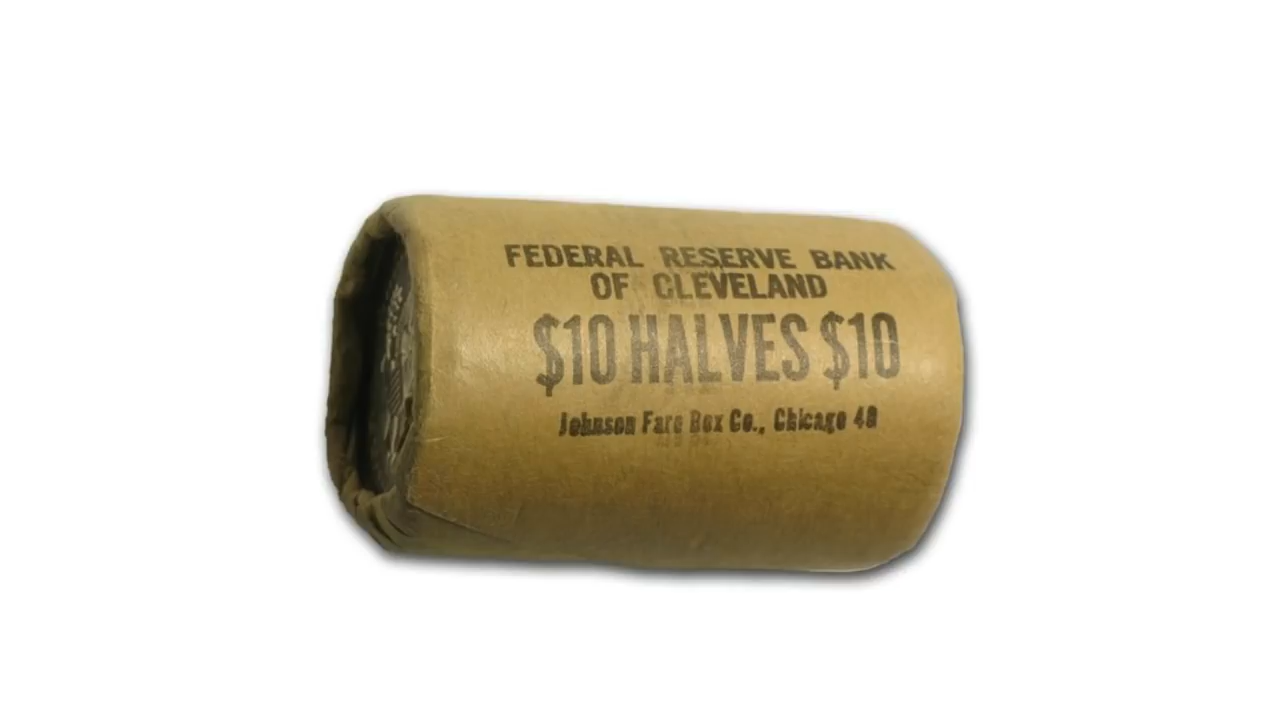 FEDERAL RESERVE BANK
OF CLEVELAND
$10 HALVES $10
Johnson Fare Box Co., Chicago 40